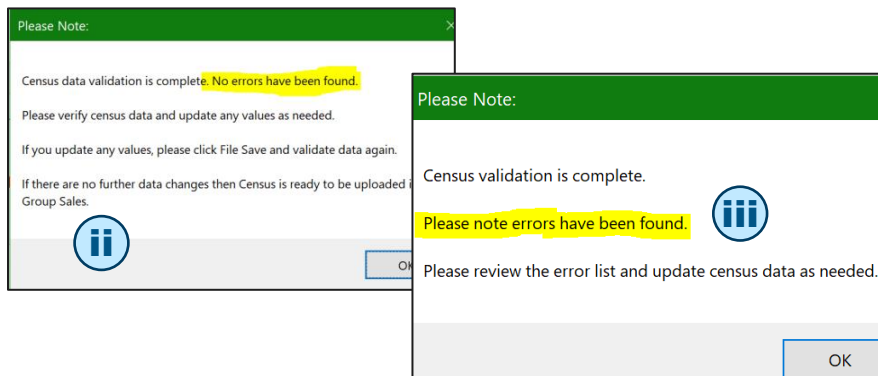 Please Note:
Census data validation is complete. No errors have been found.
Please verify census data and update any values as needed.
If you update any values, please click File Save and validate data again.
If there are no further data changes then Census is ready to be uploaded
Group Sales.
ii
Please Note:
Census validation is complete.
Please note errors have been found.
iii
Please review the error list and update census data as needed.
OK